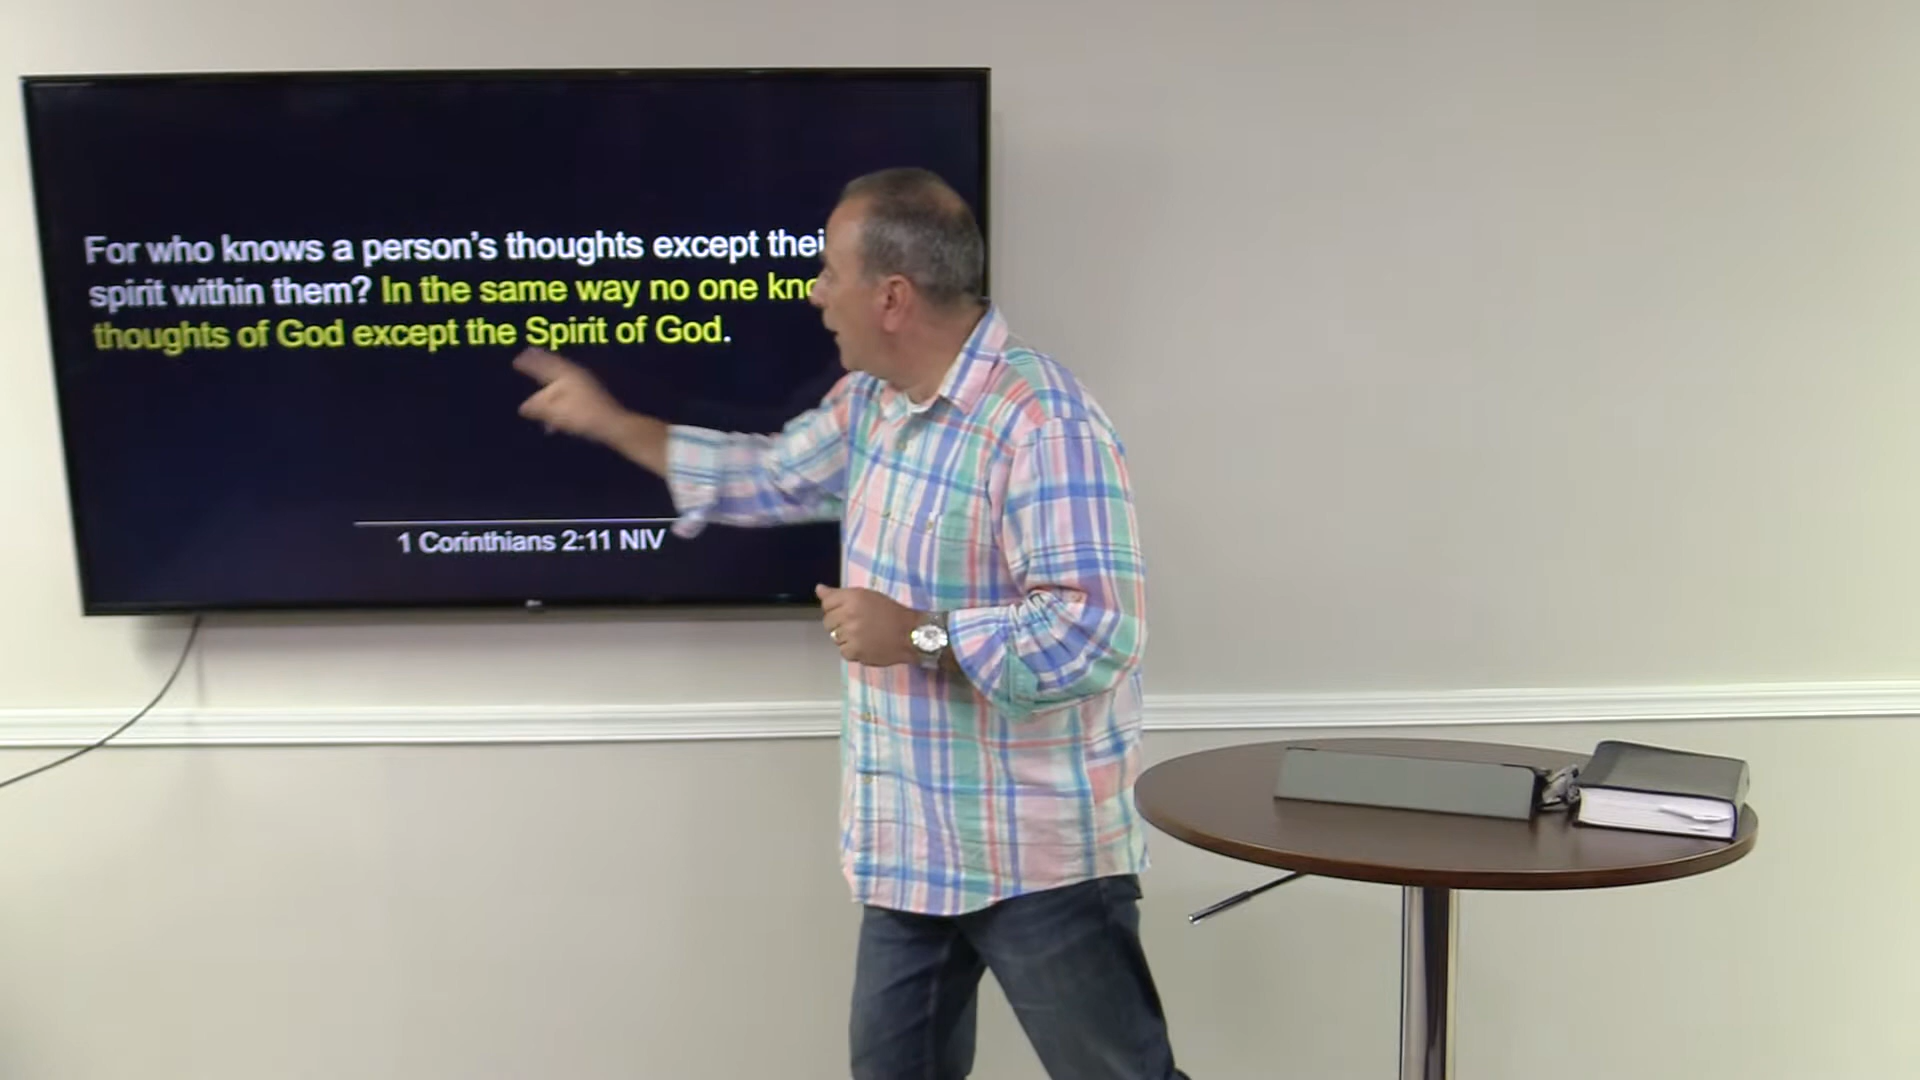 For who knows a person's thoughts except thei
spirit within them? In the same way no one kno
thoughts of God except the Spirit of God.
1 Corinthians 2:11 NIV